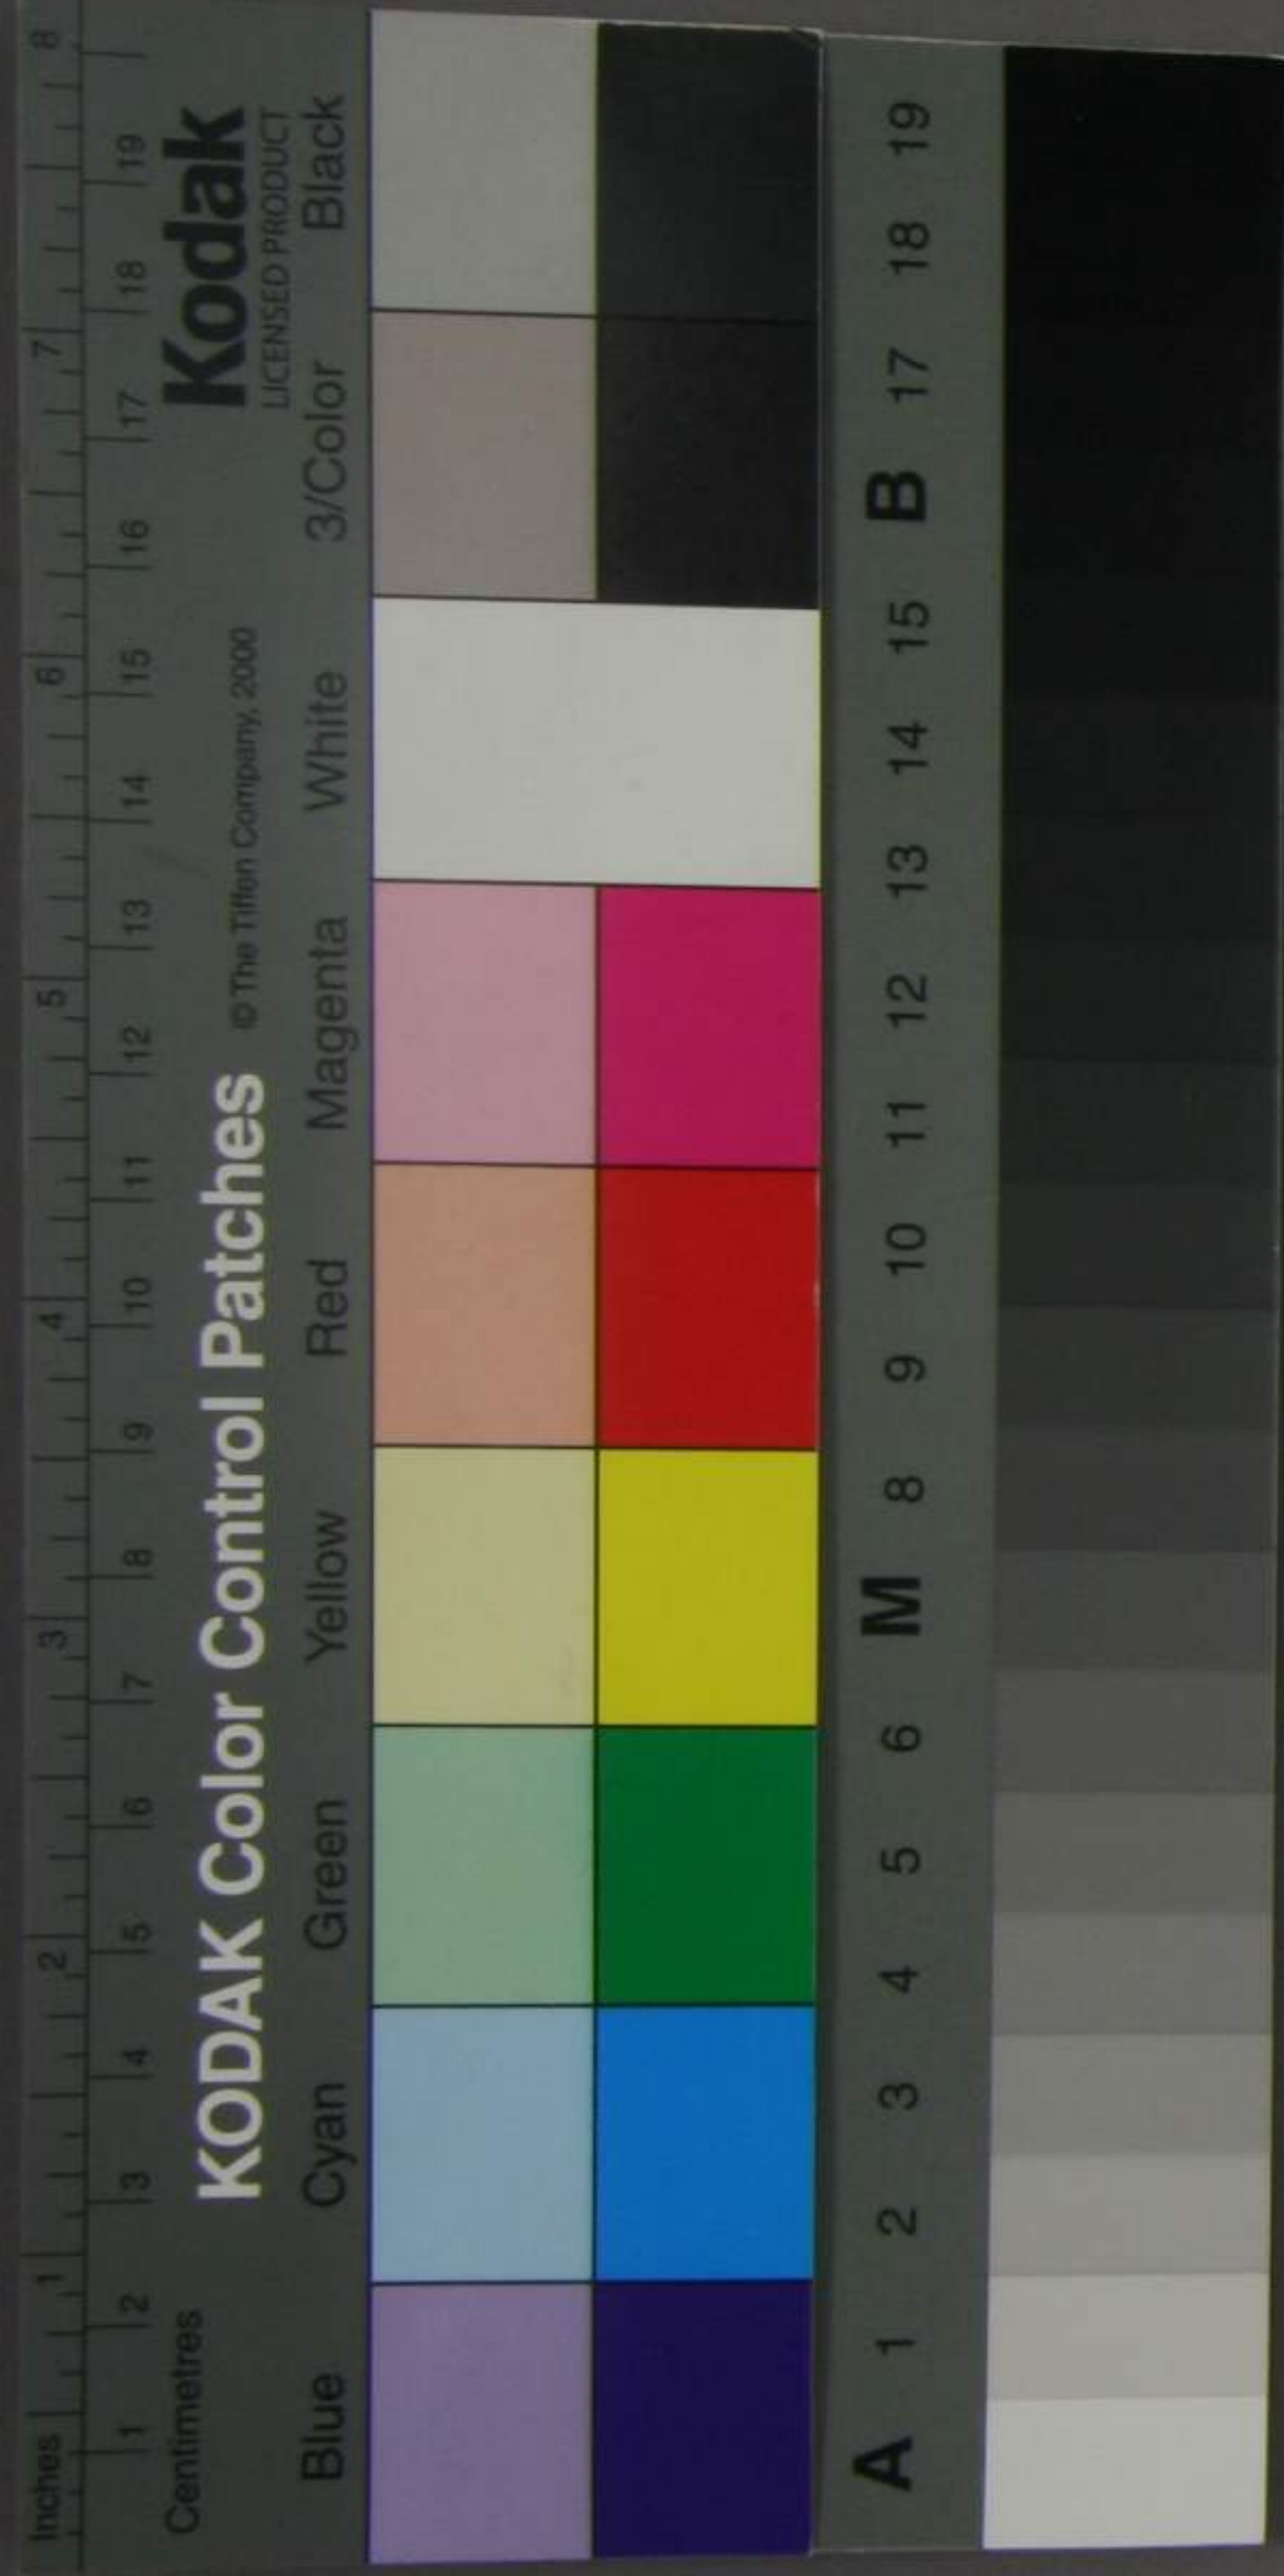 Inches 1 2 3 4 5 6 7 8
Centimetres 1 2 3 4 5 6 7 8 9 10 11 12 13 14 15 16 17 18 19
KODAK Color Control Patches © The Tiffen Company, 2000 Kodak
LICENSED PRODUCT
Blue Cyan Green Yellow Red Magenta White 3/Color Black
A 1 2 3 4 5 6 M 8 9 10 11 12 13 14 15 B 17 18 19